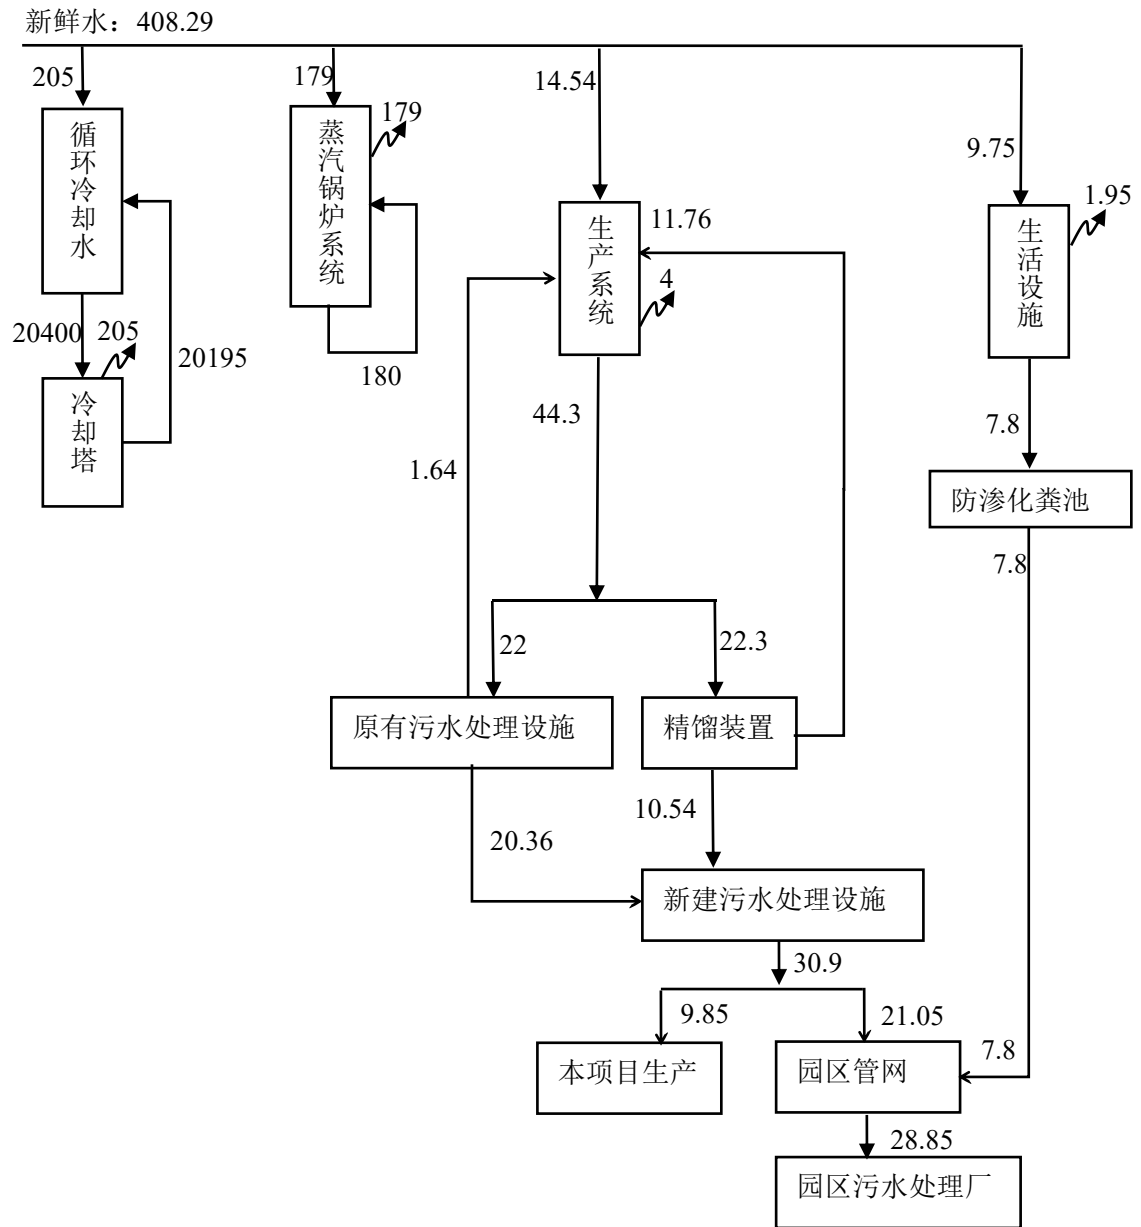 新鲜水：408.29
205
179
14.54
9.75
循环冷却水
蒸汽锅炉系统
179
生产系统
11.76
4
生活设施
1.95
20400
205
20195
冷却塔
180
44.3
1.64
7.8
防渗化粪池
7.8
22
22.3
原有污水处理设施
精馏装置
20.36
10.54
新建污水处理设施
30.9
9.85
21.05
7.8
本项目生产
园区管网
28.85
园区污水处理厂